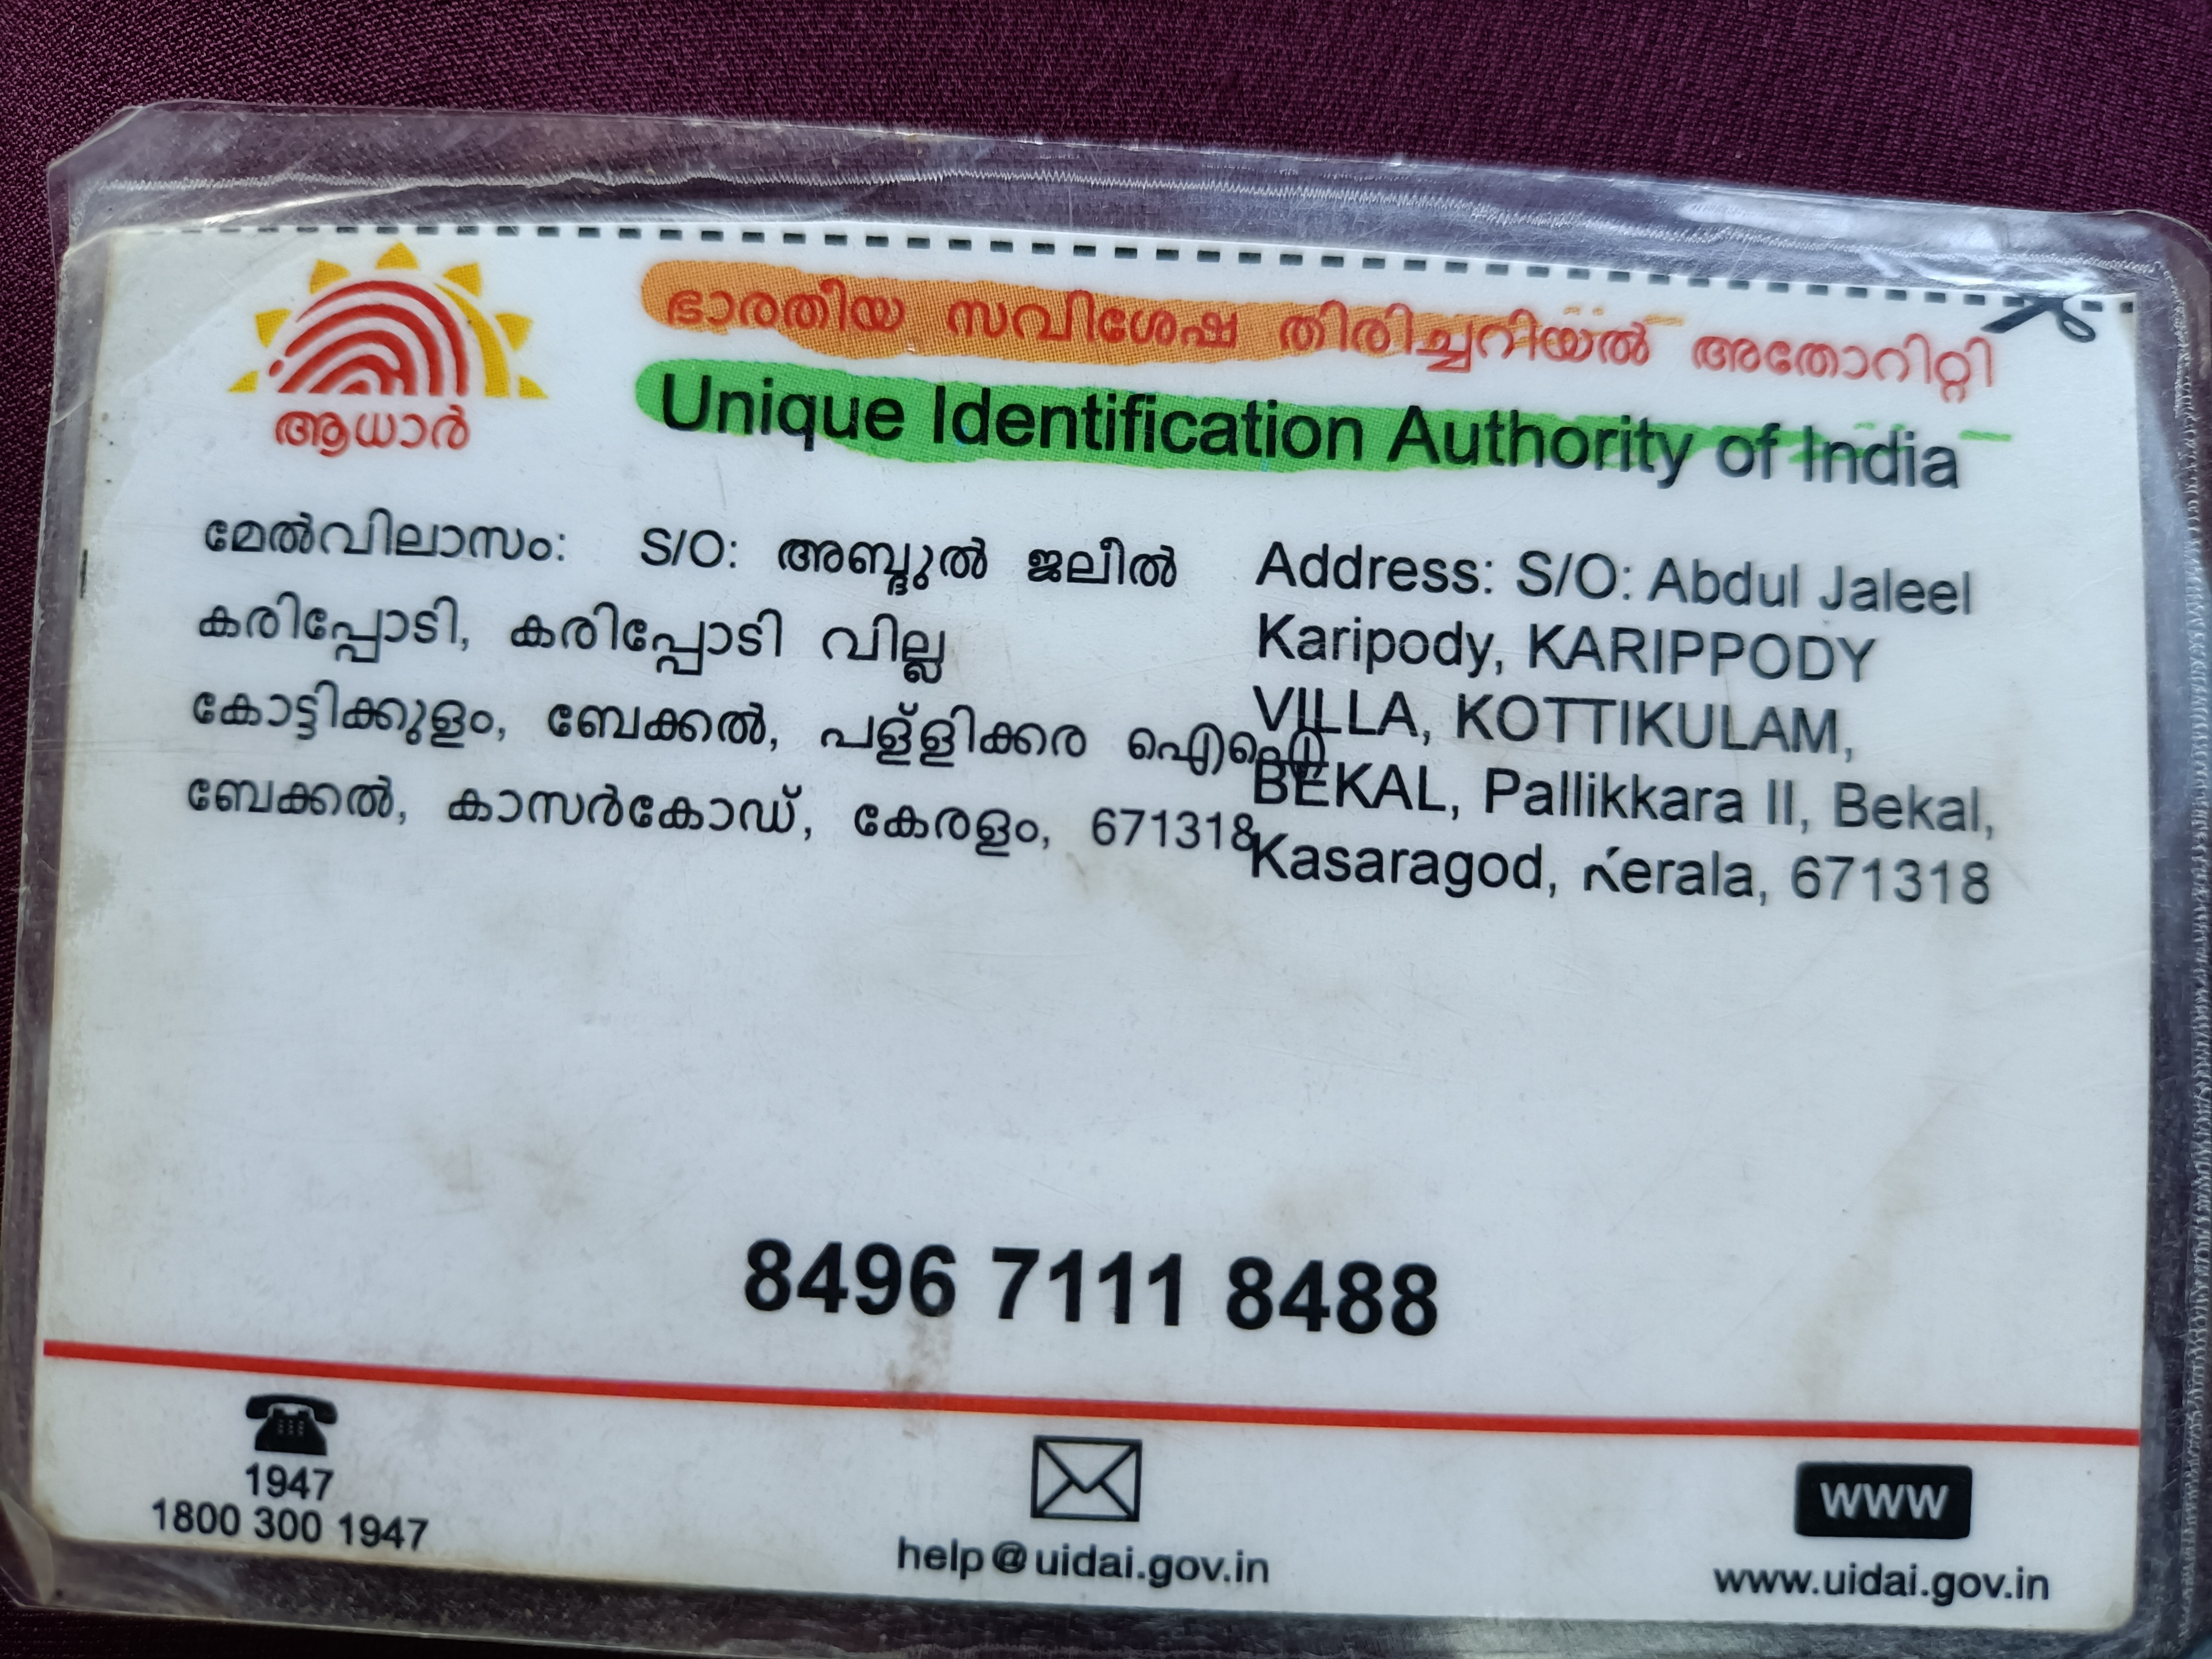 ആധാർ
ഭാരതീയ സവിശേഷ തിരിച്ചറിയൽ അതോറിറ്റി
Unique Identification Authority of India
മേൽവിലാസം: S/O: അബ്ദുൽ ജലീൽ
കരിപ്പോടി, കരിപ്പോടി വില്ല
കോട്ടിക്കുളം, ബേക്കൽ, പള്ളിക്കര ഐഐ
ബേക്കൽ, കാസർകോഡ്, കേരളം, 671318
Address: S/O: Abdul Jaleel
Karipody, KARIPPODY
VILLA, KOTTIKULAM,
BEKAL, Pallikkara II, Bekal,
Kasaragod, Kerala, 671318
8496 7111 8488
1947
1800 300 1947
help@uidai.gov.in
WWW
www.uidai.gov.in